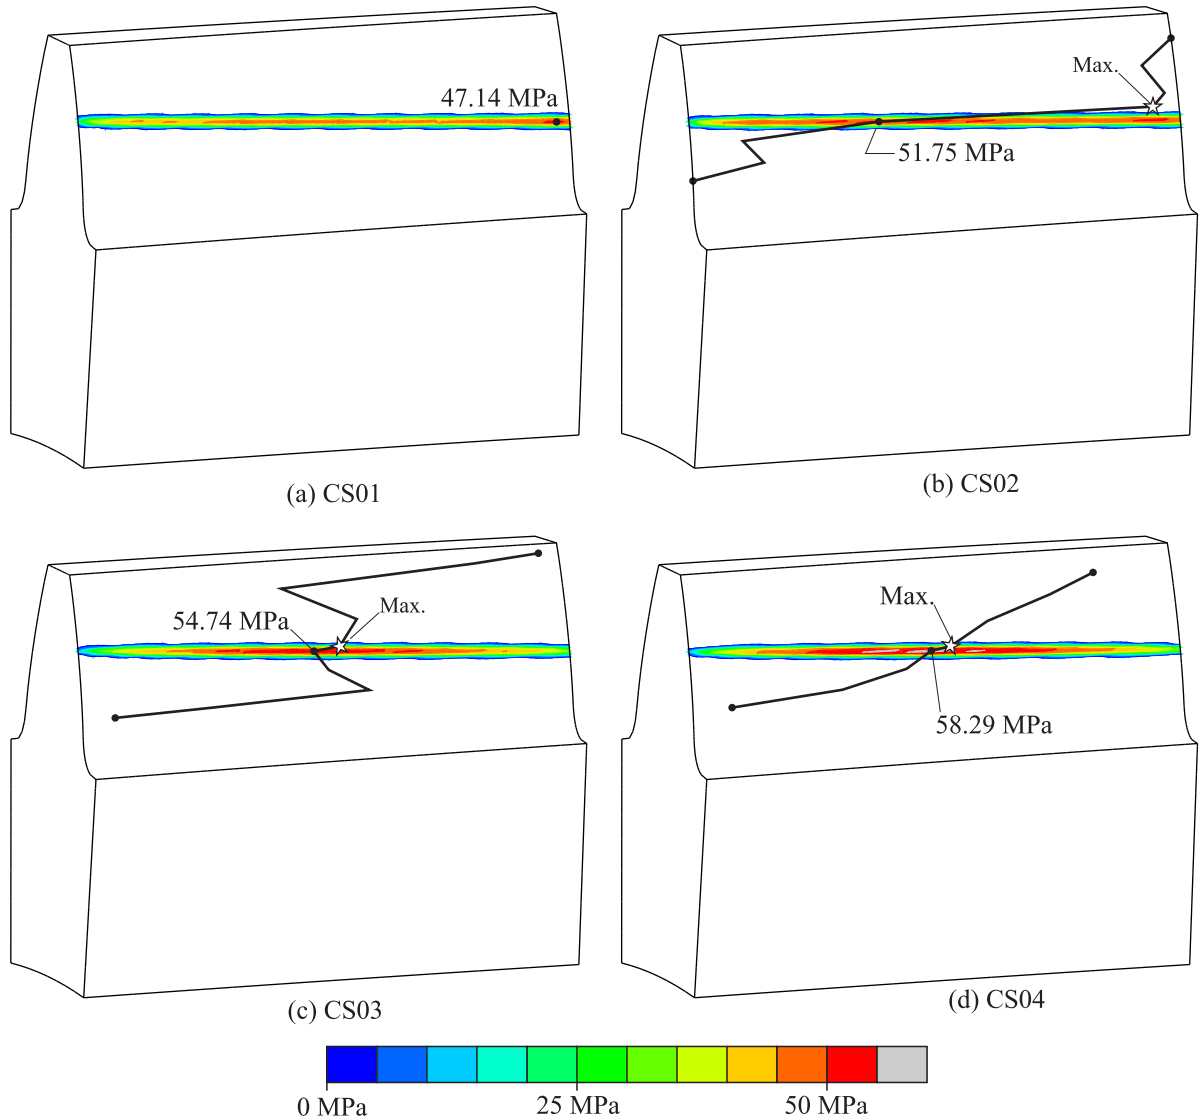 47.14 MPa
Max.
51.75 MPa
(a) CS01
(b) CS02
54.74 MPa
Max.
Max.
58.29 MPa
(c) CS03
(d) CS04
0 MPa
25 MPa
50 MPa